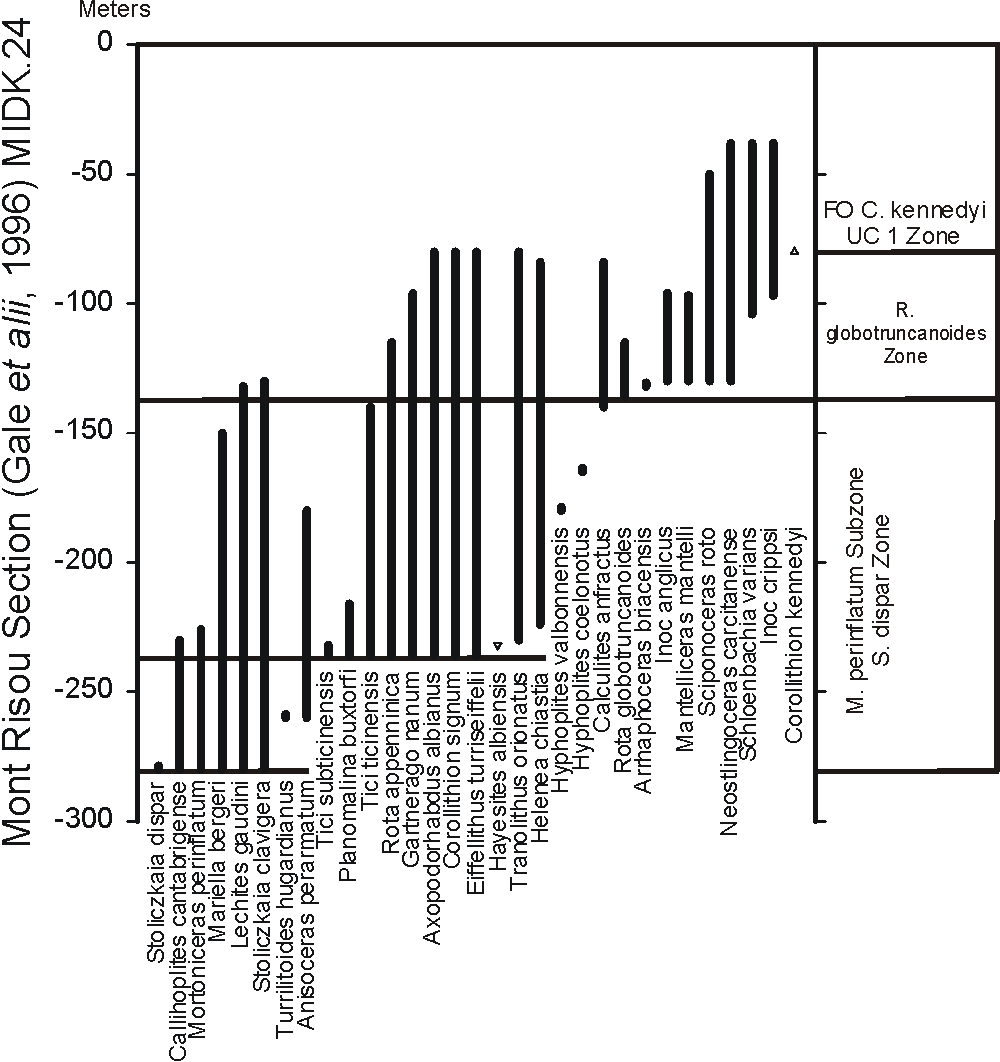 Mont Risou Section (Gale et alii, 1996) MIDK.24
Meters
0
-50
-100
-150
-200
-250
-300
FO C. kennedyi
UC 1 Zone
R.
globotruncanoides
Zone
M. perinflatum Subzone
S. dispar Zone
Stoliczkaia dispar
Callihoplites cantabrigense
Mortoniceras perinflatum
Mariella bergeri
Lechites gaudini
Stoliczkaia clavigera
Turrilitoides hugardianus
Anisoceras perarmatum
Tici subticinensis
Planomalina buxtorfi
Tici ticinensis
Rota appenninica
Gartnerago nanum
Axopodorhabdus albianus
Corollithion signum
Eiffellithus turriseiffelii
Hayesites albiensis
Tranolithus orionatus
Helenea chiastia
Hyphoplites valbonnensis
Hyphoplites coelonotus
Calculites anfractus
Rota globotruncanoides
Arrhaphoceras briacensis
Inoc anglicus
Mantelliceras mantelli
Sciponoceras roto
Neostlingoceras carcitanense
Schloenbachia varians
Inoc crippsi
Corollithion kennedyi